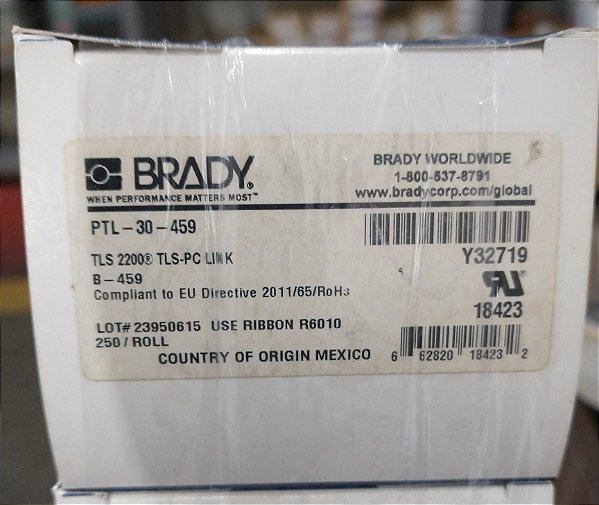 BRADY®
WHEN PERFORMANCE MATTERS MOST™
BRADY WORLDWIDE
1-800-537-8791
www.bradycorp.com/global
PTL-30-459
TLS 2200® TLS-PC LINK
B-459
Compliant to EU Directive 2011/65/RoHs
Y32719
18423
LOT# 23950615 USE RIBBON R6010
250/ROLL
COUNTRY OF ORIGIN MEXICO
6 62820 18423 2